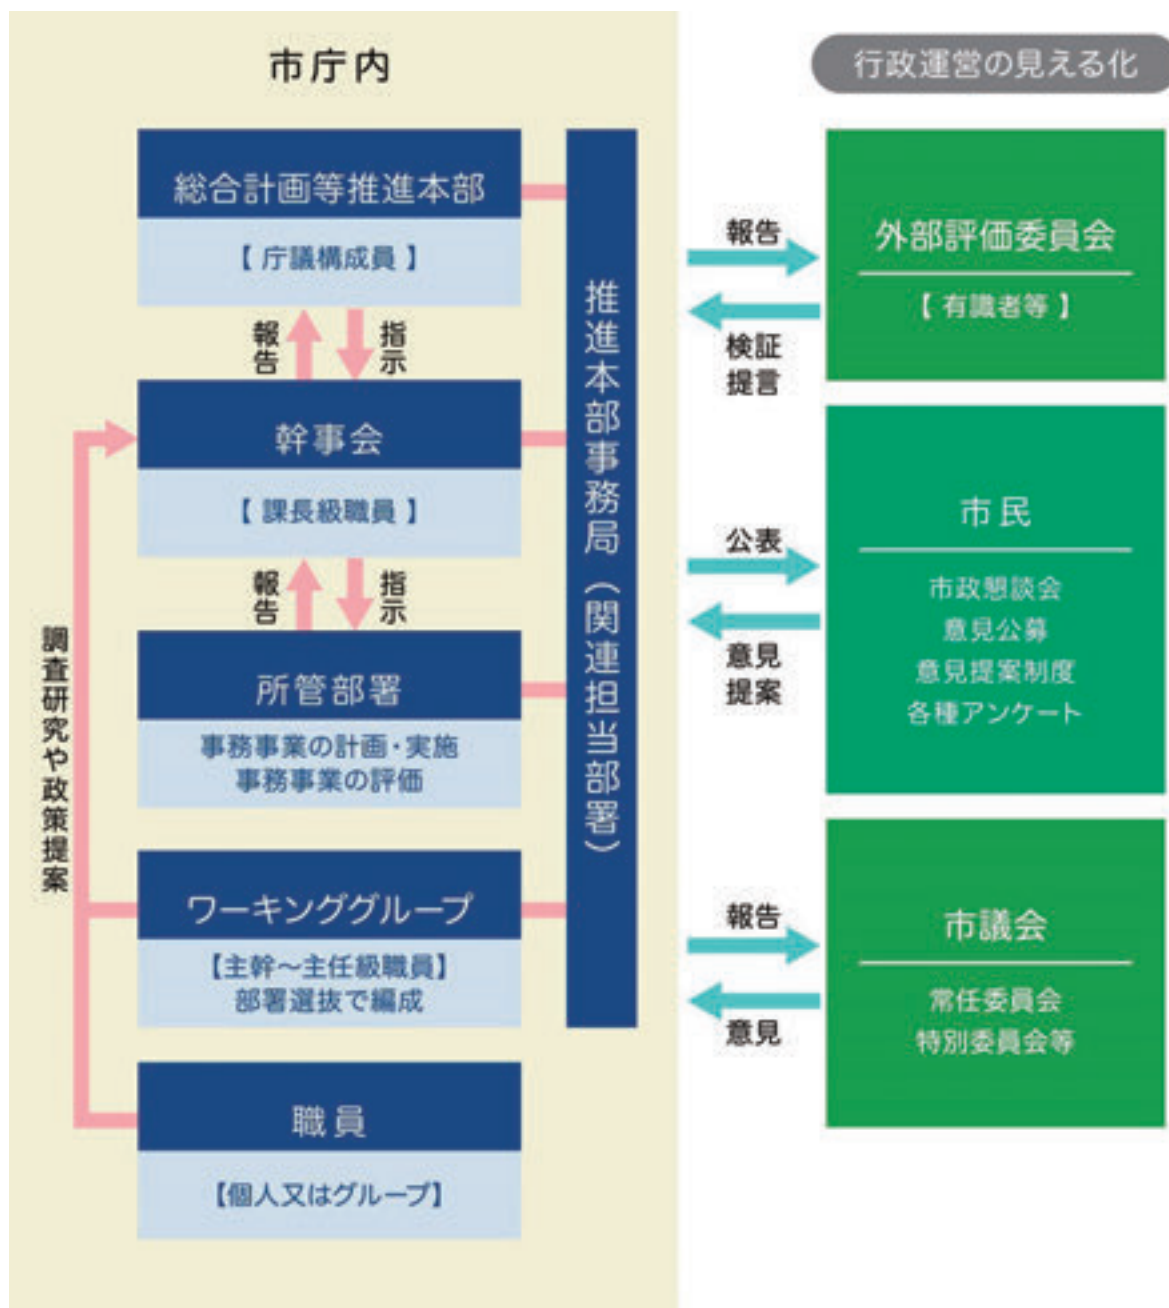 市庁内
総合計画等推進本部
【 庁議構成員 】
報告
指示
幹事会
【 課長級職員 】
報告
指示
所管部署
事務事業の計画・実施
事務事業の評価
ワーキンググループ
【主幹～主任級職員】
部署選抜で編成
職員
【個人又はグループ】
調査研究や政策提案
推進本部事務局（関連担当部署）
行政運営の見える化
報告
検証
提言
外部評価委員会
【 有識者等 】
公表
意見
提案
市民
市政懇談会
意見公募
意見提案制度
各種アンケート
報告
意見
市議会
常任委員会
特別委員会等